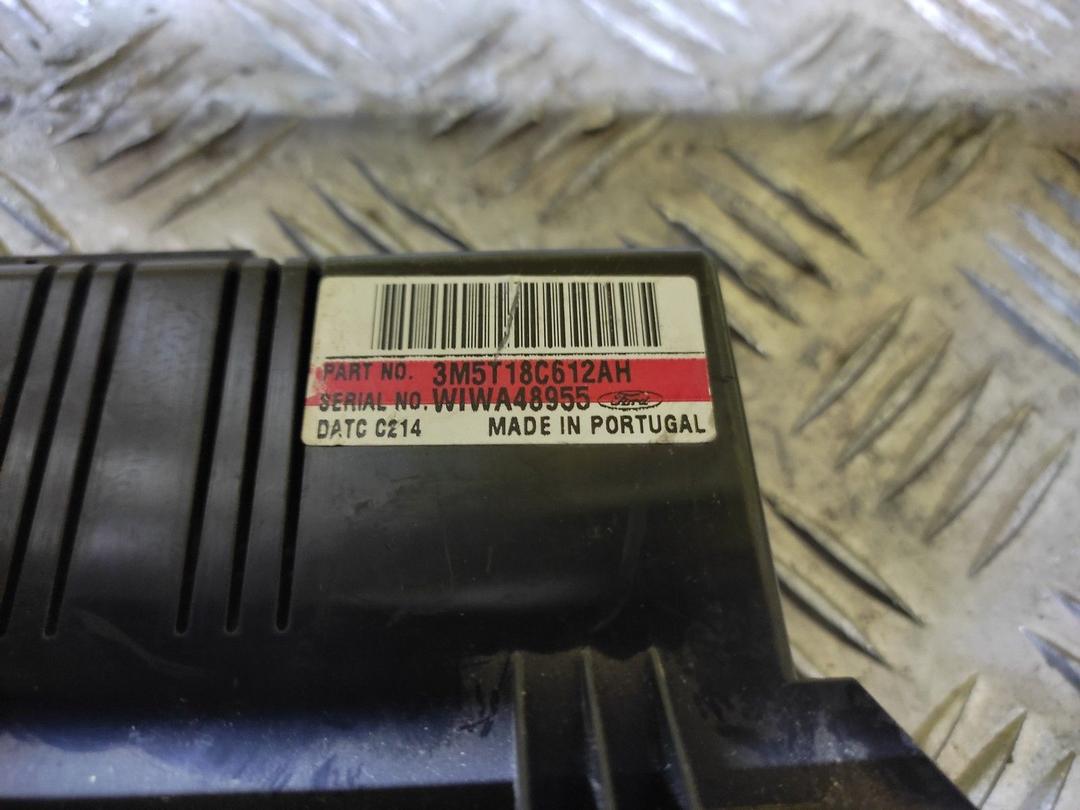 PART NO. 3M5T18C612AH
SERIAL NO. WIWA48955 Ford
DATC C214 MADE IN PORTUGAL